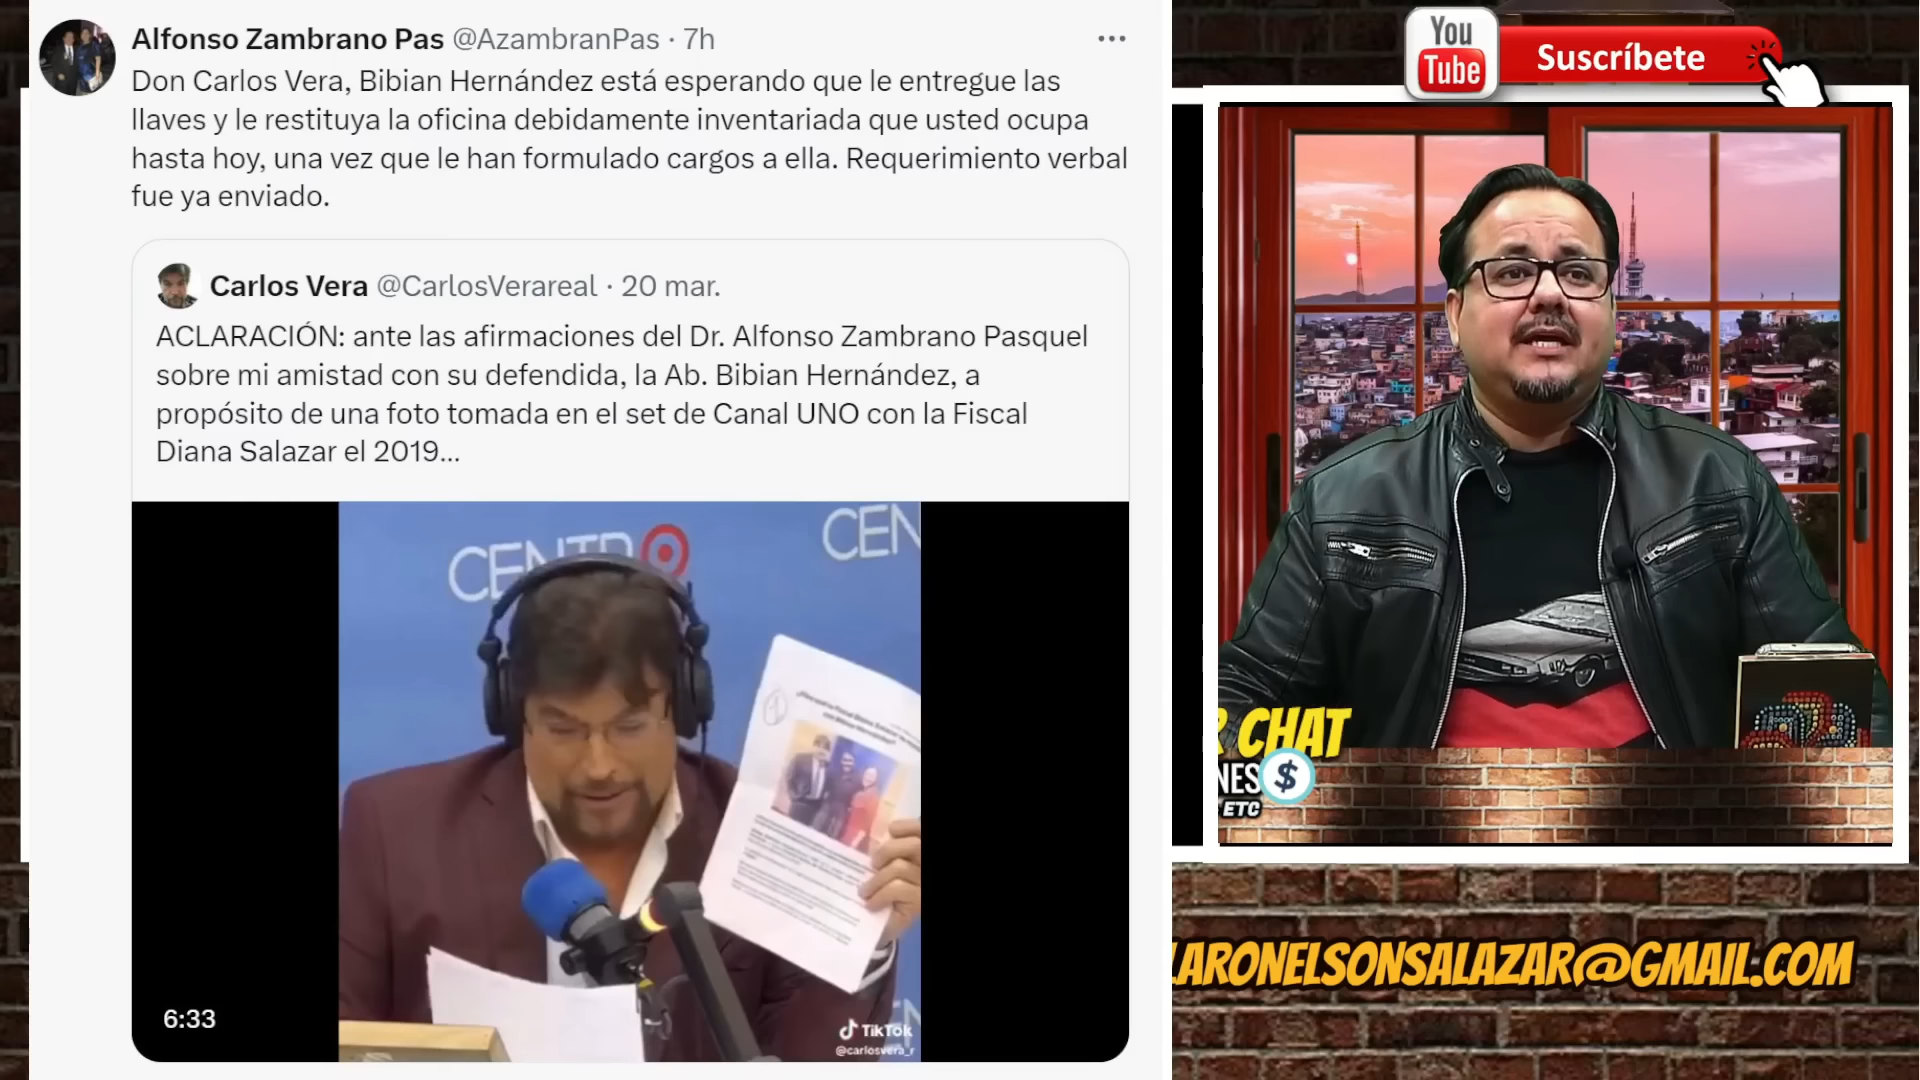 Alfonso Zambrano Pas @AzambranPas · 7h
Don Carlos Vera, Bibian Hernández está esperando que le entregue las
llaves y le restituya la oficina debidamente inventariada que usted ocupa
hasta hoy, una vez que le han formulado cargos a ella. Requerimiento verbal
fue ya enviado.
Carlos Vera @CarlosVerareal · 20 mar.
ACLARACIÓN: ante las afirmaciones del Dr. Alfonso Zambrano Pasquel
sobre mi amistad con su defendida, la Ab. Bibian Hernández, a
propósito de una foto tomada en el set de Canal UNO con la Fiscal
Diana Salazar el 2019...
CENTRO
CEN
6:33
TikTok
@carlosvera_r
You
Tube
Suscríbete
R CHAT
NES $
ETC
LARONELSONSALAZAR@GMAIL.COM